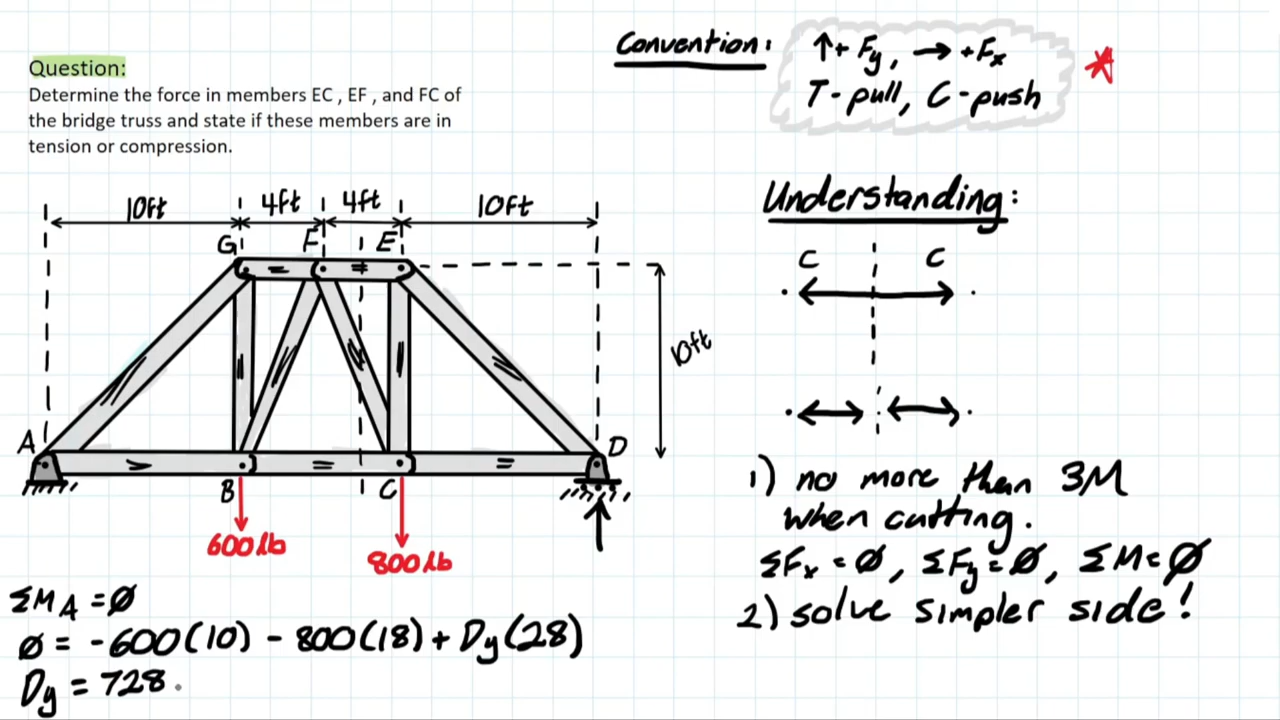 Convention: ↑+ Fy, → +Fx
T-pull, C-push
Question:
Determine the force in members EC , EF , and FC of
the bridge truss and state if these members are in
tension or compression.
10ft 4ft 4ft 10ft
G F E
10ft
A D
B C
600lb
800lb
Understanding:
C C
1) no more than 3M
when cutting.
ΣFx = Ø, ΣFy = Ø, ΣM = Ø
2) solve simpler side!
ΣMA = Ø
Ø = -600(10) - 800(18) + Dy(28)
Dy = 728.